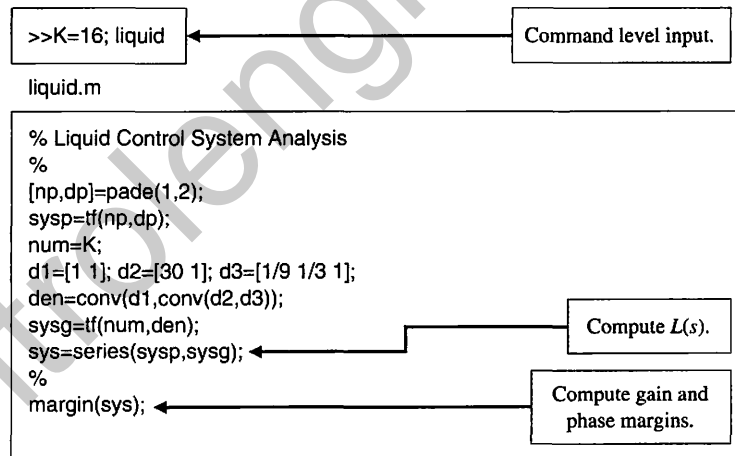 >>K=16; liquid
Command level input.
liquid.m
% Liquid Control System Analysis
%
[np,dp]=pade(1,2);
sysp=tf(np,dp);
num=K;
d1=[1 1]; d2=[30 1]; d3=[1/9 1/3 1];
den=conv(d1,conv(d2,d3));
sysg=tf(num,den);
Compute L(s).
sys=series(sysp,sysg);
%
margin(sys);
Compute gain and
phase margins.